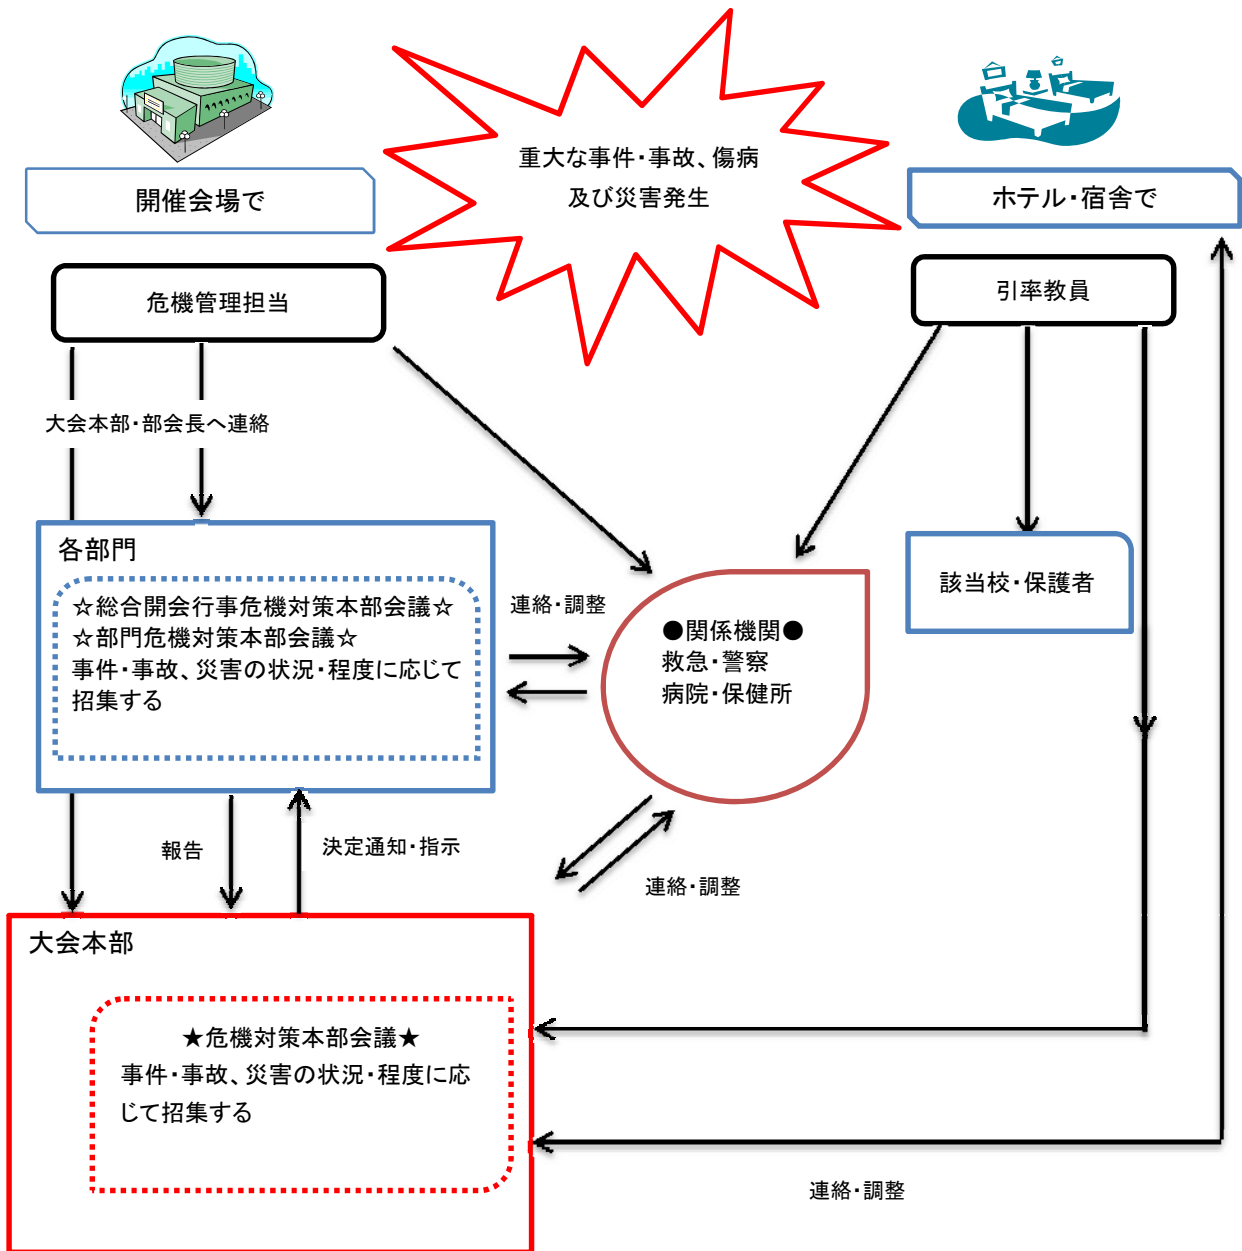 重大な事件・事故、傷病
及び災害発生
開催会場で
ホテル・宿舎で
危機管理担当
引率教員
大会本部・部会長へ連絡
各部門
☆総合開会行事危機対策本部会議☆
☆部門危機対策本部会議☆
事件・事故、災害の状況・程度に応じて
招集する
連絡・調整
●関係機関●
救急・警察
病院・保健所
該当校・保護者
報告
決定通知・指示
連絡・調整
大会本部
★危機対策本部会議★
事件・事故、災害の状況・程度に応
じて招集する
連絡・調整